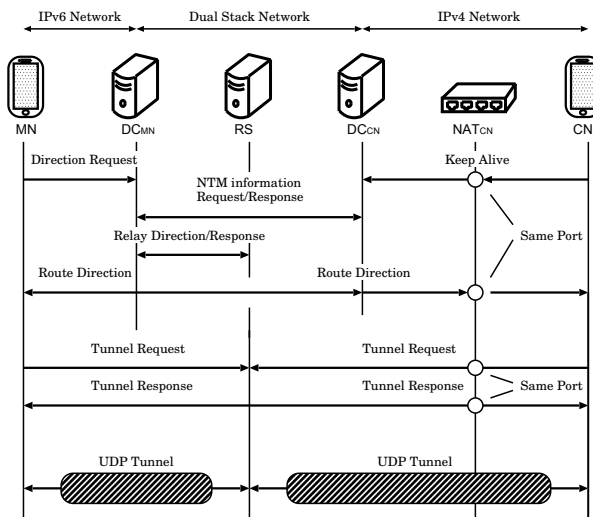 IPv6 Network
Dual Stack Network
IPv4 Network
MN
DCMN
RS
DCCN
NATCN
CN
Direction Request
Keep Alive
NTM information
Request/Response
Relay Direction/Response
Same Port
Route Direction
Route Direction
Tunnel Request
Tunnel Request
Tunnel Response
Tunnel Response
Same Port
UDP Tunnel
UDP Tunnel